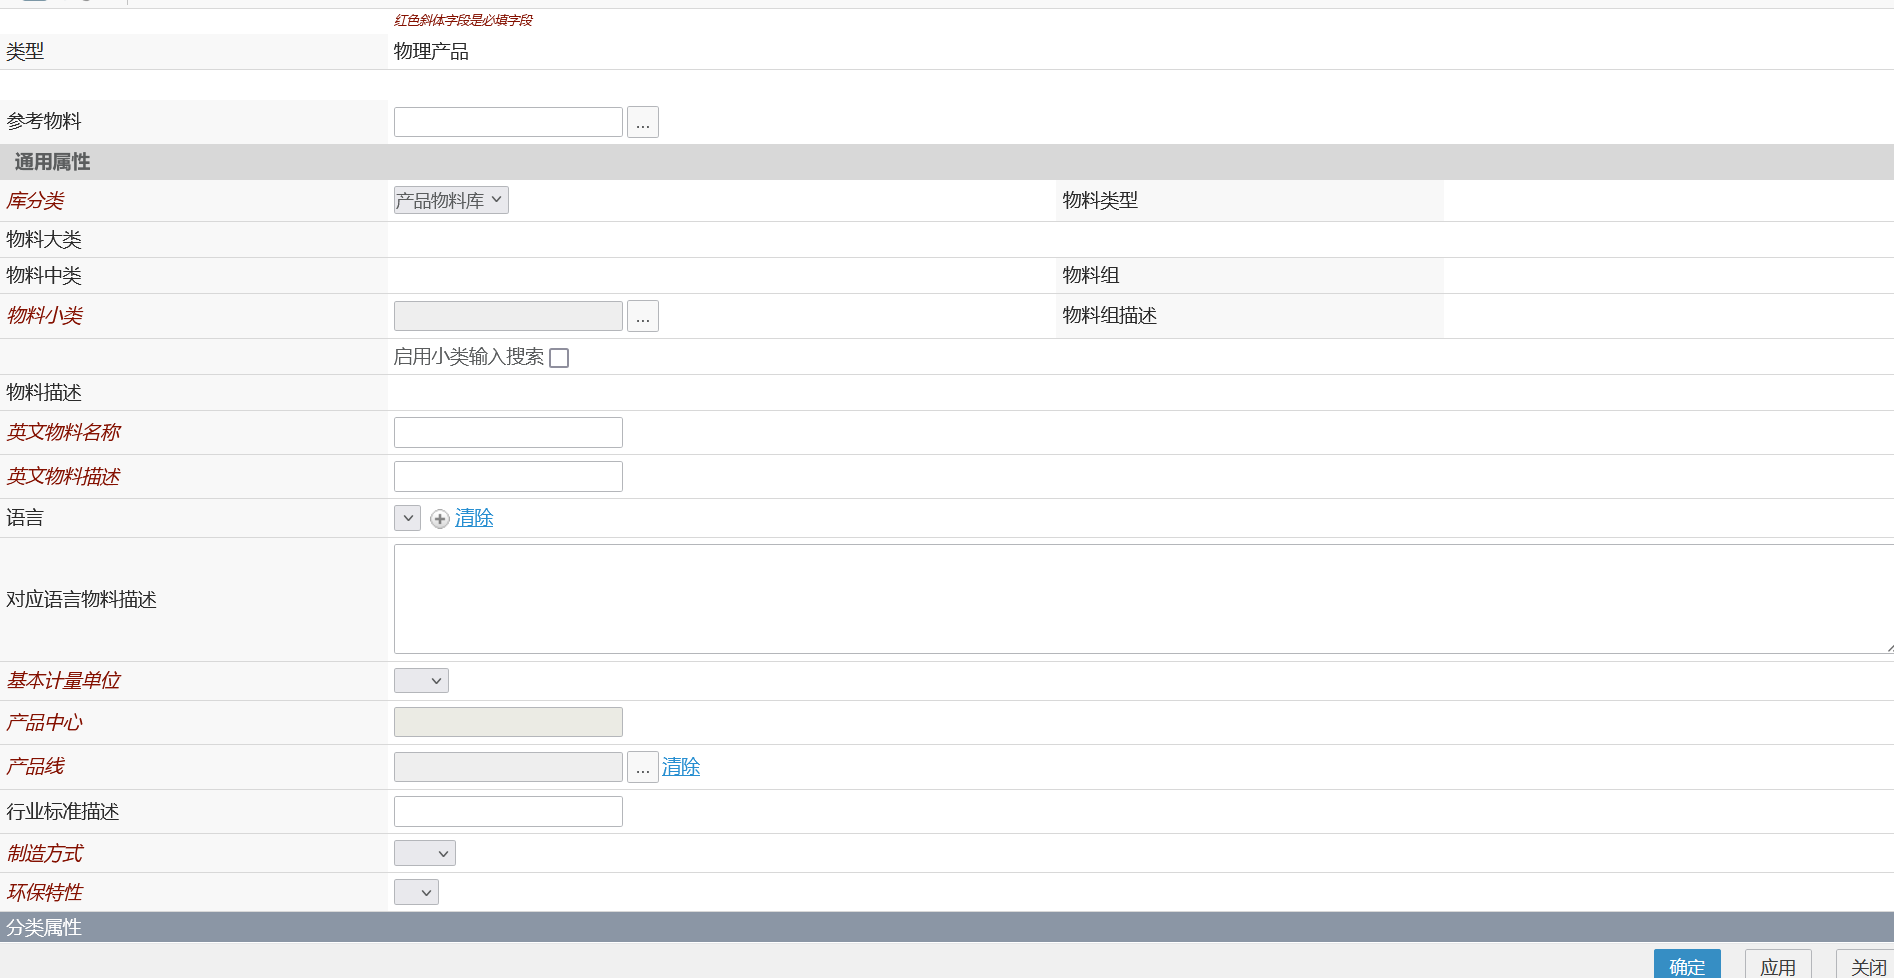 红色斜体字段是必填字段
类型 物理产品
参考物料 ...
通用属性
库分类 产品物料库 物料类型
物料大类
物料中类 物料组
物料小类 ... 物料组描述
启用小类输入搜索
物料描述
英文物料名称
英文物料描述
语言 清除
对应语言物料描述
基本计量单位
产品中心
产品线 ... 清除
行业标准描述
制造方式
环保特性
分类属性
确定 应用 关闭